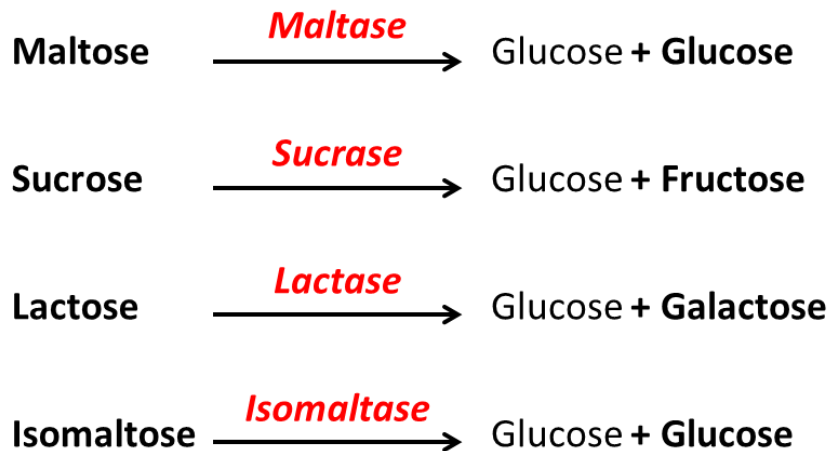 Maltase
Maltose Glucose + Glucose
Sucrase
Sucrose Glucose + Fructose
Lactase
Lactose Glucose + Galactose
Isomaltase
Isomaltose Glucose + Glucose